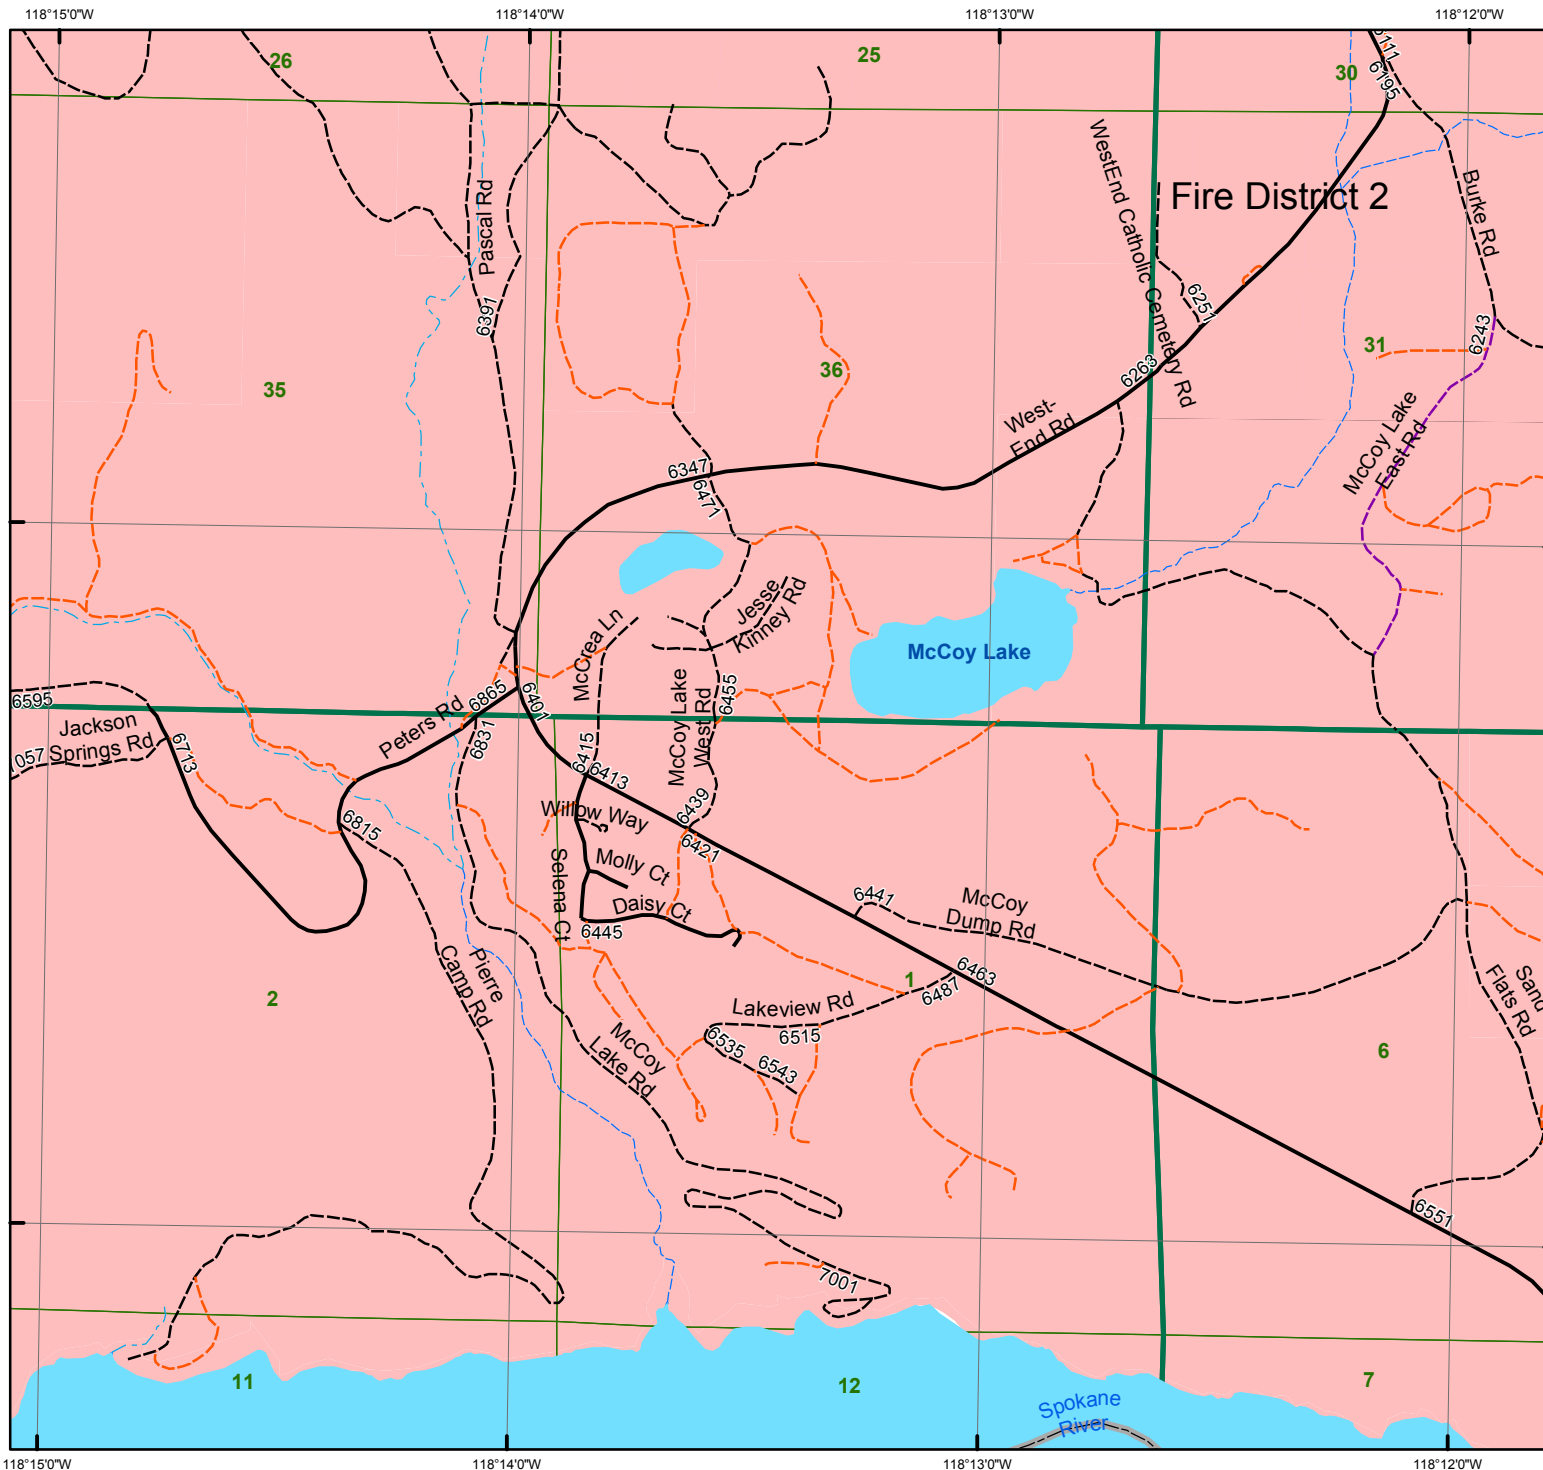 118°15'0"W
118°14'0"W
118°13'0"W
118°12'0"W
26
25
30
6111
6195
Fire District 2
WestEnd Catholic Cemetery Rd
Burke Rd
Pascal Rd
6391
6251
6243
31
36
35
6263
West-
End Rd
McCoy Lake
East Rd
6347
6471
Jesse
Kinney Rd
McCrea Ln
McCoy Lake
6595
Jackson
Springs Rd
057
6713
Peters Rd
6865
6831
6401
McCoy Lake
West Rd
6455
6415
6413
6439
6421
6815
Willow Way
Molly Ct
Daisy Ct
Selena Ct
6445
6441
McCoy
Dump Rd
6463
6487
1
2
Pierre
Camp Rd
Lakeview Rd
6515
6535
6543
McCoy
Lake Rd
Sand
Flats Rd
6
6551
7001
11
12
7
Spokane
River
118°15'0"W
118°14'0"W
118°13'0"W
118°12'0"W